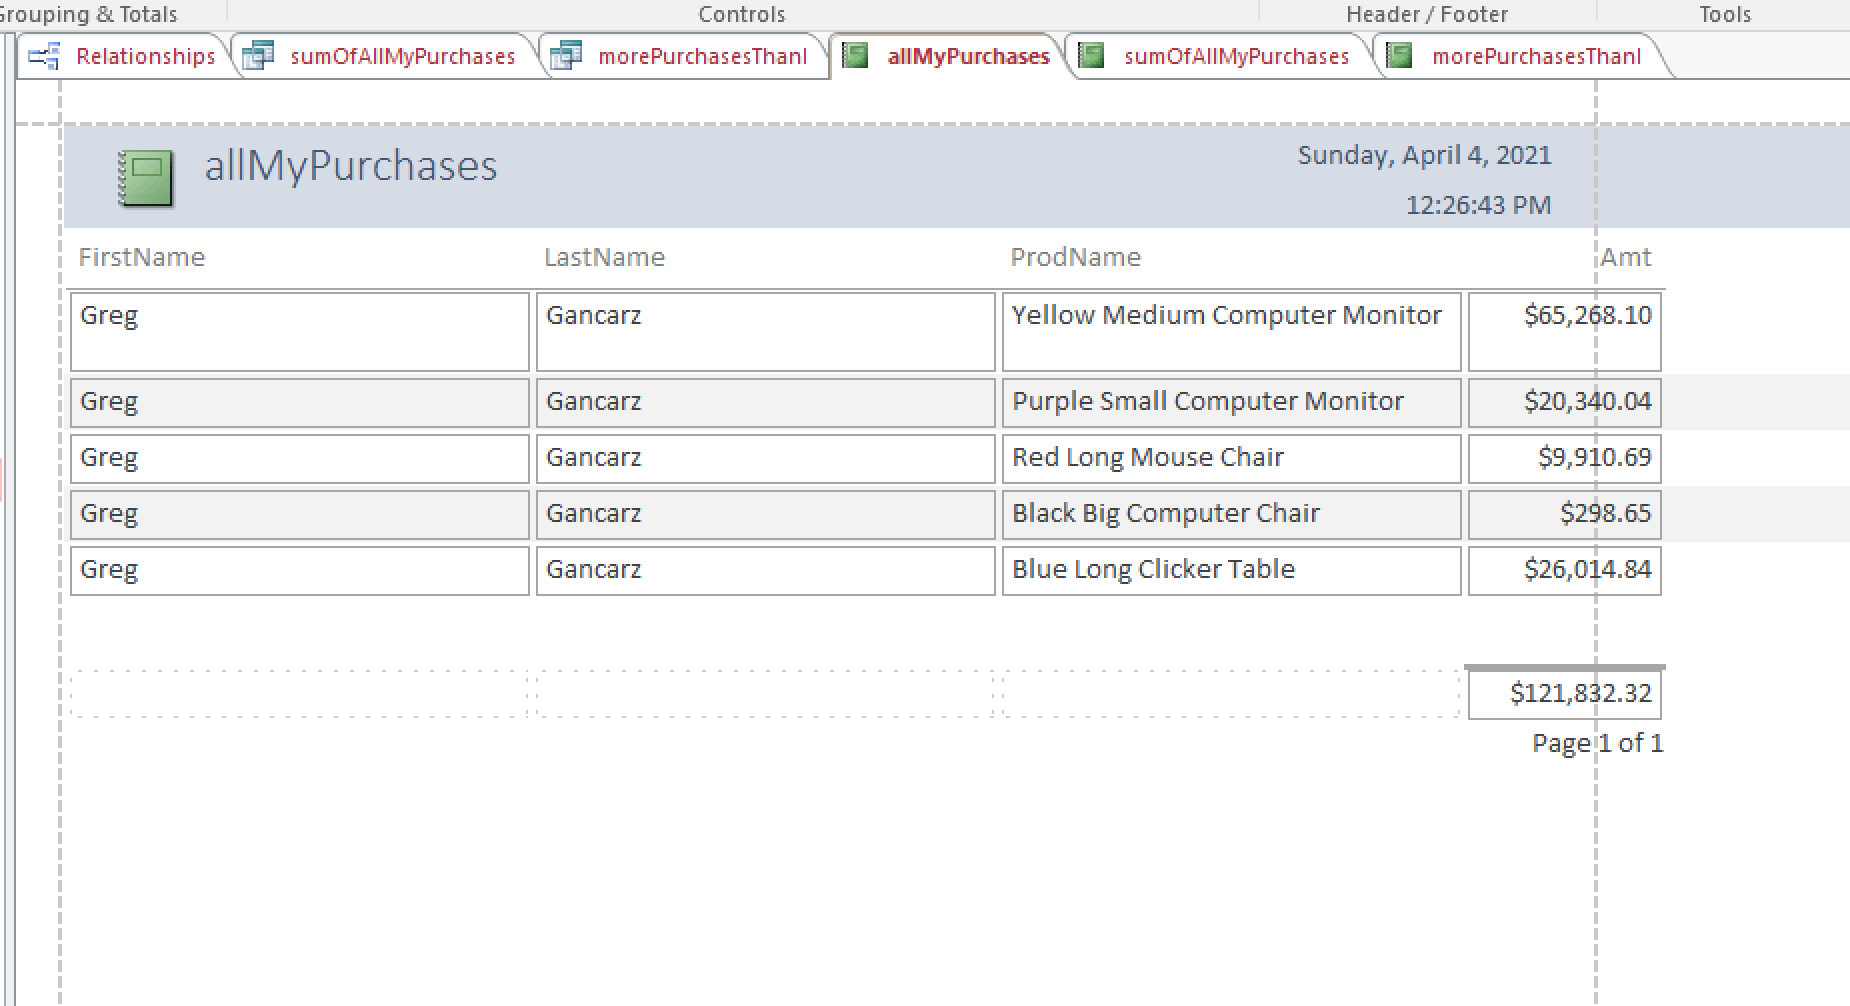 Grouping & Totals Controls Header / Footer Tools
Relationships sumOfAllMyPurchases morePurchasesThanI allMyPurchases sumOfAllMyPurchases morePurchasesThanI
allMyPurchases
Sunday, April 4, 2021
12:26:43 PM
FirstName LastName ProdName Amt
Greg Gancarz Yellow Medium Computer Monitor $65,268.10
Greg Gancarz Purple Small Computer Monitor $20,340.04
Greg Gancarz Red Long Mouse Chair $9,910.69
Greg Gancarz Black Big Computer Chair $298.65
Greg Gancarz Blue Long Clicker Table $26,014.84
$121,832.32
Page 1 of 1